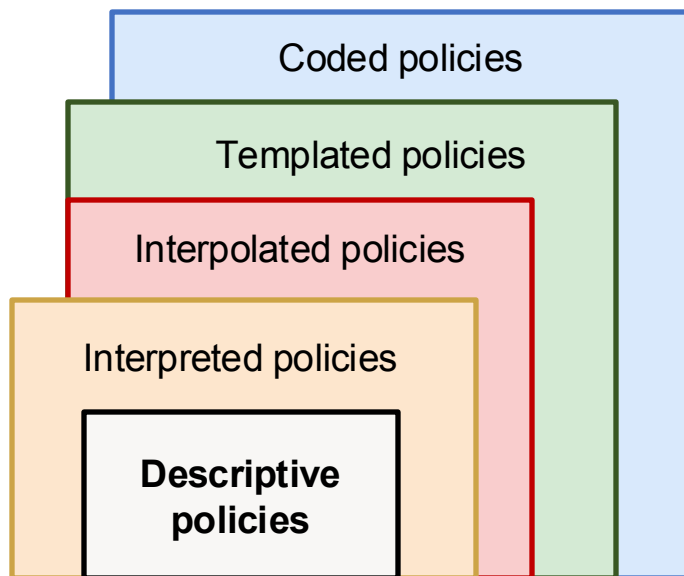 Coded policies
Templated policies
Interpolated policies
Interpreted policies
Descriptive
policies